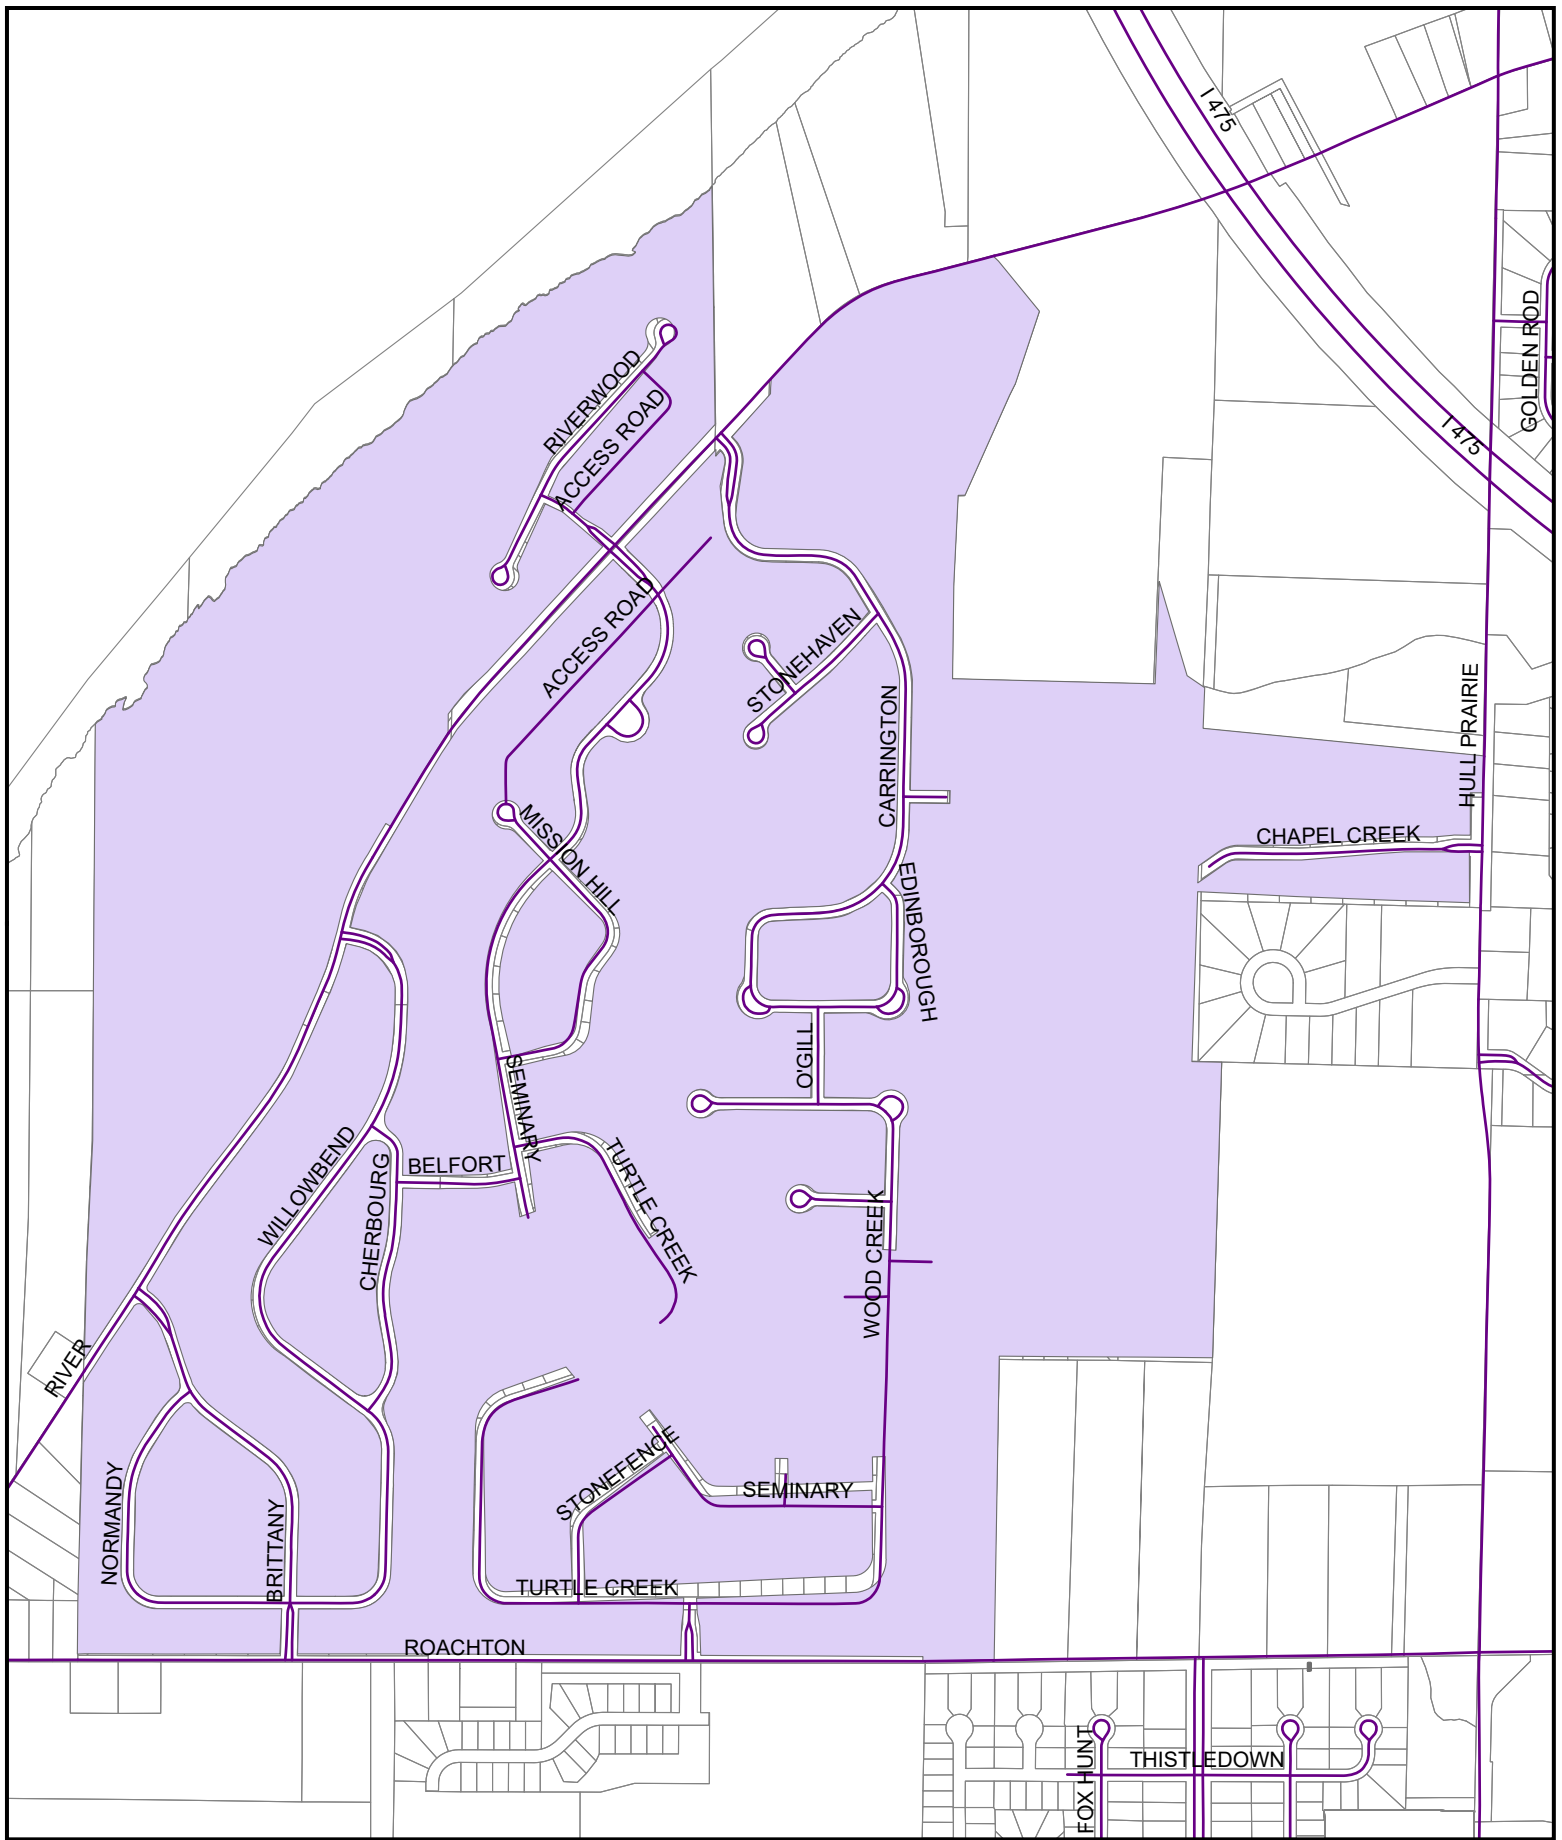 I 475
GOLDEN ROD
RIVERWOOD
ACCESS ROAD
I 475
ACCESS ROAD
STONEHAVEN
CARRINGTON
HULL PRAIRIE
MISSION HILL
CHAPEL CREEK
EDINBOROUGH
O'GILL
SEMINARY
WILLOWBEND
CHERBOURG
BELFORT
TURTLE CREEK
WOOD CREEK
RIVER
STONEFENCE
NORMANDY
BRITTANY
SEMINARY
TURTLE CREEK
ROACHTON
FOX HUNT
THISTLEDOWN